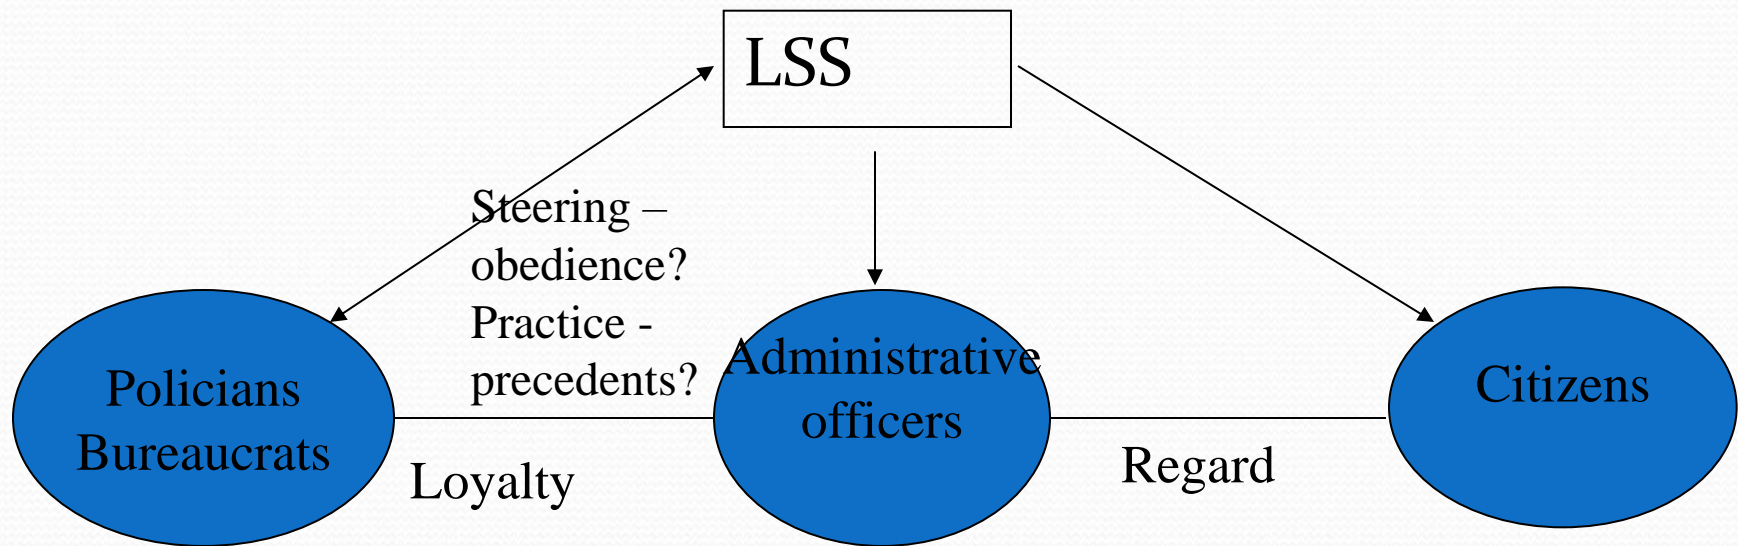 LSS
Steering –
obedience?
Practice -
precedents?
Policians
Bureaucrats
Administrative
officers
Citizens
Loyalty
Regard